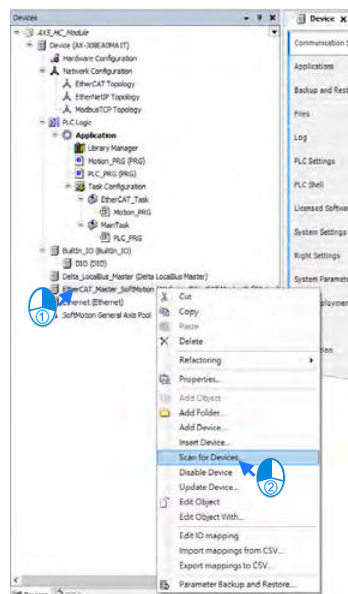 Devices
Device
AX5_HC_Module
Device (AX-308EA0MA1T)
Communication S
Hardware Configuration
Network Configuration
Applications
EtherCAT Topology
EtherNetIP Topology
Backup and Rest
ModbusTCP Topology
PLC Logic
Files
Application
Log
Library Manager
Motion_PRG (PRG)
PLC Settings
PLC_PRG (PRG)
Task Configuration
PLC Shell
EtherCAT_Task
Motion_PRG
Licensed Softwa
MainTask
PLC_PRG
System Settings
BuiltIn_IO (BuiltIn_IO)
DIO (DIO)
Right Settings
Delta_LocalBus_Master (Delta LocalBus Master)
EtherCAT_Master_SoftMotion
System Paramete
Ethernet (Ethernet)
ployment
SoftMotion General Axis Pool
①
Cut
Copy
Paste
Delete
Refactoring
Properties...
Add Object
Add Folder...
Add Device...
Insert Device...
Scan for Devices...
Disable Device
Update Device...
②
Edit Object
Edit Object With...
Edit IO mapping
Import mappings from CSV...
Export mappings to CSV...
Parameter Backup and Restore...